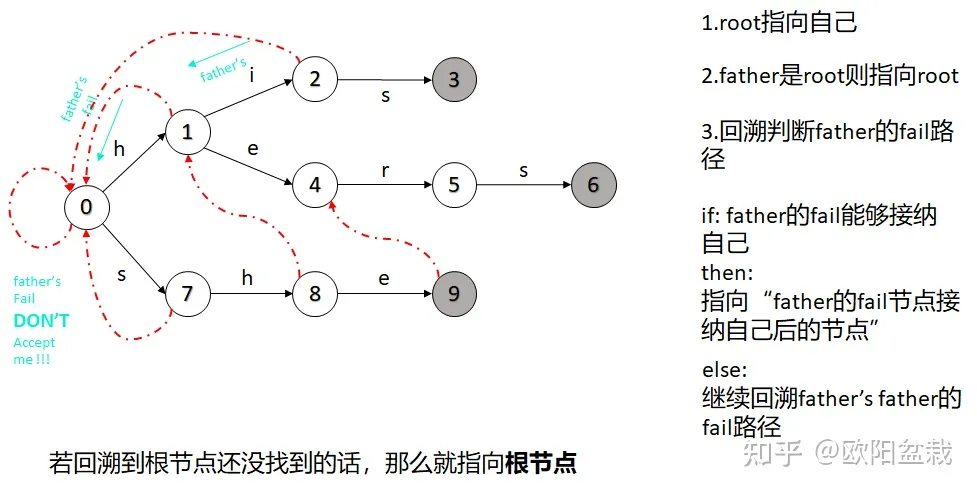 father's
fail
father's
i
2
3
s
1
h
e
4
r
5
s
6
0
s
7
h
8
e
9
father's
Fail
DON'T
Accept
me !!!
1.root指向自己
2.father是root则指向root
3.回溯判断father的fail路
径
if: father的fail能够接纳
自己
then:
指向“father的fail节点接
纳自己后的节点”
else:
继续回溯father's father的
fail路径
若回溯到根节点还没找到的话，那么就指向根节点
知乎 @欧阳盆栽